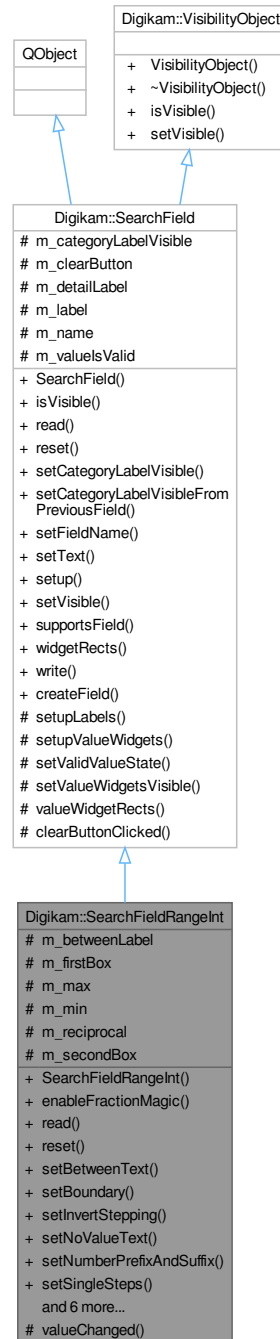 Digikam::VisibilityObject
+ VisibilityObject()
+ ~VisibilityObject()
+ isVisible()
+ setVisible()
QObject
Digikam::SearchField
# m_categoryLabelVisible
# m_clearButton
# m_detailLabel
# m_label
# m_name
# m_valueIsValid
+ SearchField()
+ isVisible()
+ read()
+ reset()
+ setCategoryLabelVisible()
+ setCategoryLabelVisibleFrom
PreviousField()
+ setFieldName()
+ setText()
+ setup()
+ setVisible()
+ supportsField()
+ widgetRects()
+ write()
+ createField()
# setupLabels()
# setupValueWidgets()
# setValidValueState()
# setValueWidgetsVisible()
# valueWidgetRects()
# clearButtonClicked()
Digikam::SearchFieldRangeInt
# m_betweenLabel
# m_firstBox
# m_max
# m_min
# m_reciprocal
# m_secondBox
+ SearchFieldRangeInt()
+ enableFractionMagic()
+ read()
+ reset()
+ setBetweenText()
+ setBoundary()
+ setInvertStepping()
+ setNoValueText()
+ setNumberPrefixAndSuffix()
+ setSingleSteps()
and 6 more...
# valueChanged()